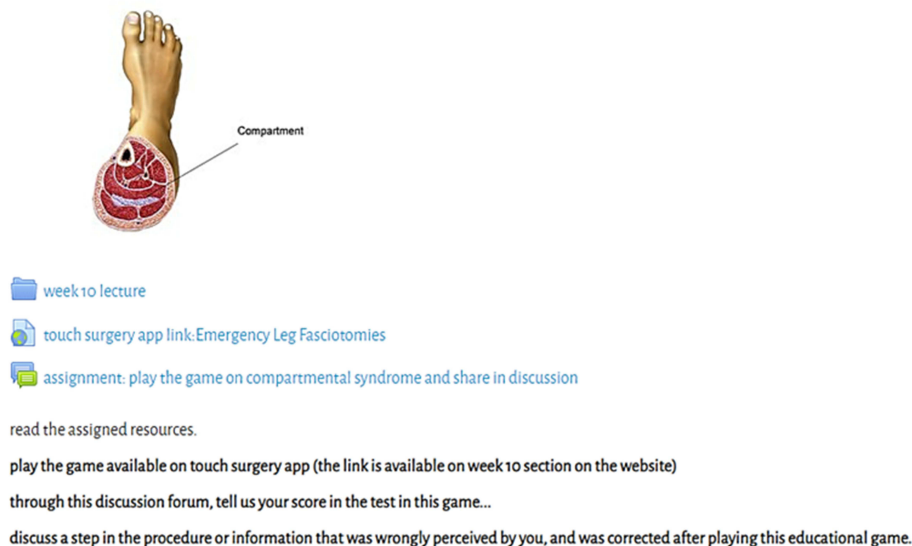 Compartment
week 10 lecture
touch surgery app link:Emergency Leg Fasciotomies
assignment: play the game on compartmental syndrome and share in discussion
read the assigned resources.
play the game available on touch surgery app (the link is available on week 10 section on the website)
through this discussion forum, tell us your score in the test in this game...
discuss a step in the procedure or information that was wrongly perceived by you, and was corrected after playing this educational game.